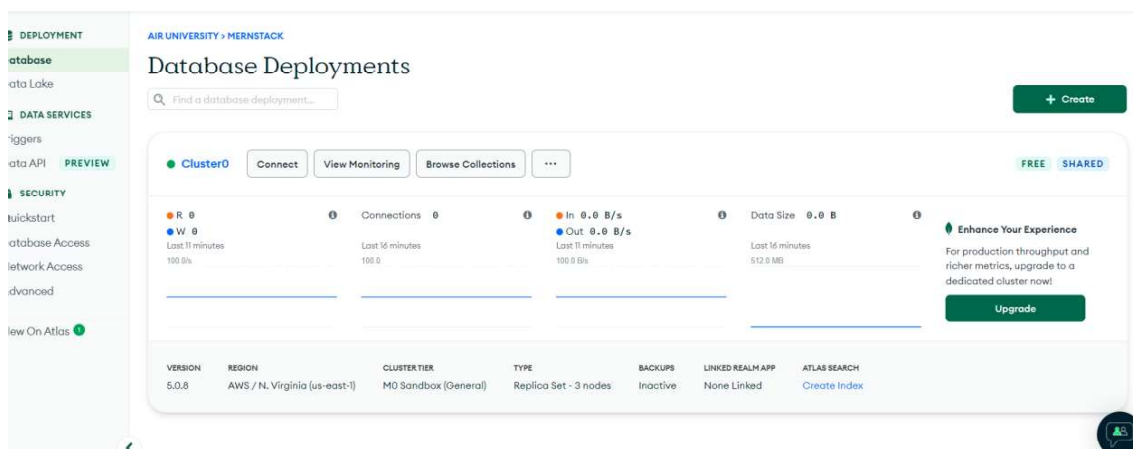 DEPLOYMENT
atabase
ata Lake
DATA SERVICES
riggers
ata API PREVIEW
SECURITY
uickstart
atabase Access
etwork Access
dvanced
lew On Atlas 1
AIR UNIVERSITY > MERNSTACK
Database Deployments
Find a database deployment...
+ Create
Cluster0 Connect View Monitoring Browse Collections ...
FREE SHARED
R 0
W 0
Last 11 minutes
100.0/s
Connections 0
Last 16 minutes
100.0
In 0.0 B/s
Out 0.0 B/s
Last 11 minutes
100.0 B/s
Data Size 0.0 B
Last 16 minutes
512.0 MB
Enhance Your Experience
For production throughput and
richer metrics, upgrade to a
dedicated cluster now!
Upgrade
VERSION REGION CLUSTER TIER TYPE BACKUPS LINKED REALM APP ATLAS SEARCH
5.0.8 AWS / N. Virginia (us-east-1) M0 Sandbox (General) Replica Set - 3 nodes Inactive None Linked Create Index